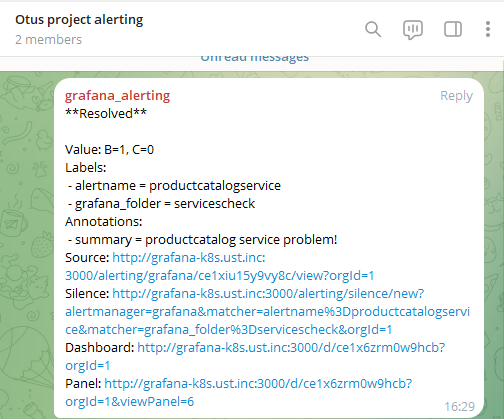 Otus project alerting
2 members
Unread messages
grafana_alerting
Reply
**Resolved**
Value: B=1, C=0
Labels:
- alertname = productcatalogservice
- grafana_folder = servicescheck
Annotations:
- summary = productcatalog service problem!
Source: http://grafana-k8s.ust.inc:
3000/alerting/grafana/ce1xiu15y9vy8c/view?orgId=1
Silence: http://grafana-k8s.ust.inc:3000/alerting/silence/new?
alertmanager=grafana&matcher=alertname%3Dproductcatalogservi
ce&matcher=grafana_folder%3Dservicescheck&orgId=1
Dashboard: http://grafana-k8s.ust.inc:3000/d/ce1x6zrm0w9hcb?
orgId=1
Panel: http://grafana-k8s.ust.inc:3000/d/ce1x6zrm0w9hcb?
orgId=1&viewPanel=6
16:29